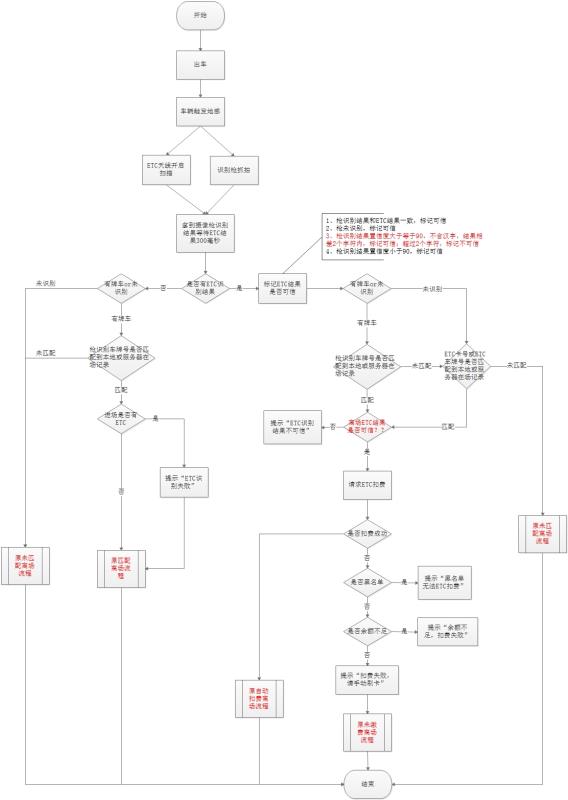 开始
出车
车辆触发地感
ETC天线开启
扫描
识别枪抓拍
拿到摄像枪识别
结果等待ETC结
果300毫秒
1、枪识别结果和ETC结果一致，标记可信
2、枪未识别，标记可信
3、枪识别结果置信度大于等于90，不含汉字，结果相
差2个字符内，标记可信；超过2个字符，标记不可信
4、枪识别结果置信度小于90，标记可信
未识别
有牌车or未
识别
否
是否有ETC识
别结果
是
标记ETC结果
是否可信
有牌车or未
识别
未识别
有牌车
有牌车
未匹配
枪识别车牌号是否匹
配到本地或服务器在
场记录
枪识别车牌号是否匹
配到本地或服务器在
场记录
未匹配
ETC卡号或ETC
车牌号是否匹
配到本地或服
务器在场记录
未匹配
匹配
匹配
进场是否有
ETC
是
提示“ETC识别
结果不可信”
否
离场ETC结果
是否可信？？
匹配
是
提示“ETC识
别失败”
请求ETC扣费
否
原未匹
配离场
流程
原匹配
离场流
程
是否扣费成功
原未匹
配离场
流程
否
是否黑名单
是
提示“黑名单
无法ETC扣费”
否
是否余额不足
是
提示“余额不
足，扣费失败”
否
提示“扣费失败，
请手动刷卡”
原自动
扣费离
场流程
原未缴
费离场
流程
结束